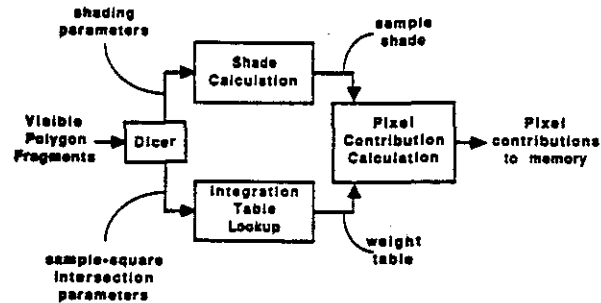 shading
parameters
sample
shade
Shade
Calculation
Visible
Polygon
Fragments
Dicer
Pixel
Contribution
Calculation
Pixel
contributions
to memory
Integration
Table
Lookup
sample-square
intersection
parameters
weight
table